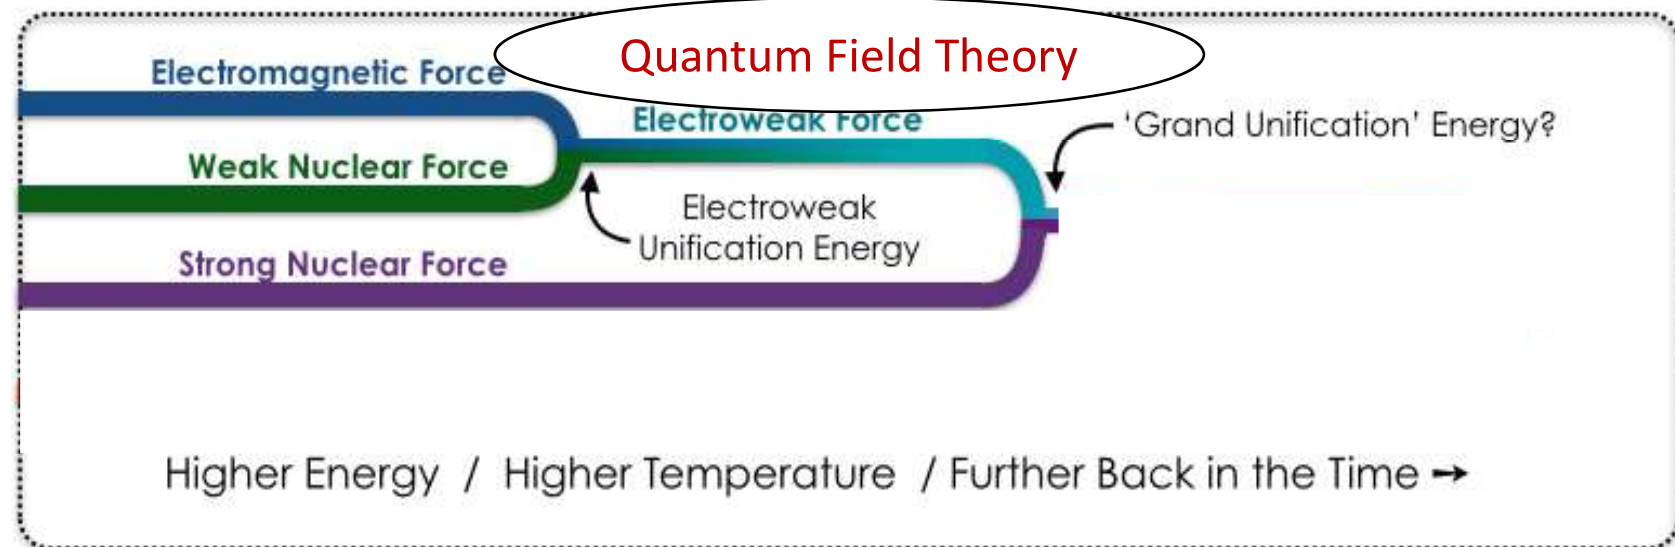 Quantum Field Theory
Electromagnetic Force
Electroweak Force
'Grand Unification' Energy?
Weak Nuclear Force
Electroweak
Unification Energy
Strong Nuclear Force
Higher Energy / Higher Temperature / Further Back in the Time ➙